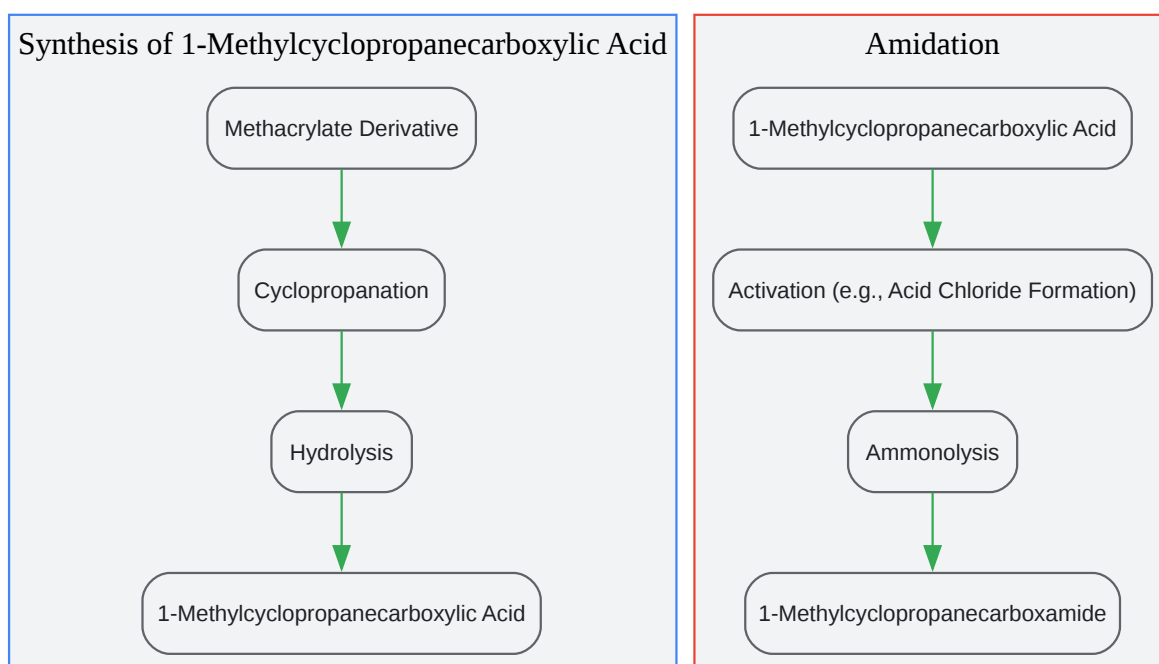 Synthesis of 1-Methylcyclopropanecarboxylic Acid
Methacrylate Derivative
Cyclopropanation
Hydrolysis
1-Methylcyclopropanecarboxylic Acid
Amidation
1-Methylcyclopropanecarboxylic Acid
Activation (e.g., Acid Chloride Formation)
Ammonolysis
1-Methylcyclopropanecarboxamide